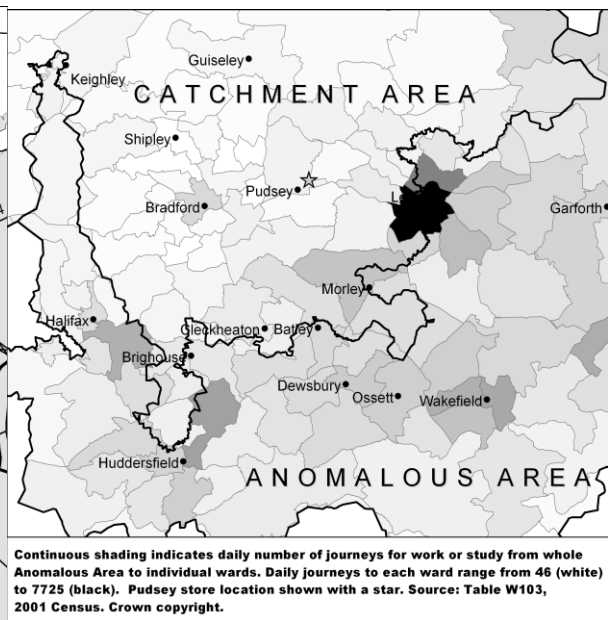 Guiseley
Keighley
CATCHMENT AREA
Shipley
Pudsey
Bradford
Garforth
Morley
Halifax
Cleckheaton
Batley
Brighouse
Dewsbury
Ossett
Wakefield
Huddersfield
ANOMALOUS AREA
Continuous shading indicates daily number of journeys for work or study from whole
Anomalous Area to individual wards. Daily journeys to each ward range from 46 (white)
to 7725 (black). Pudsey store location shown with a star. Source: Table W103,
2001 Census. Crown copyright.